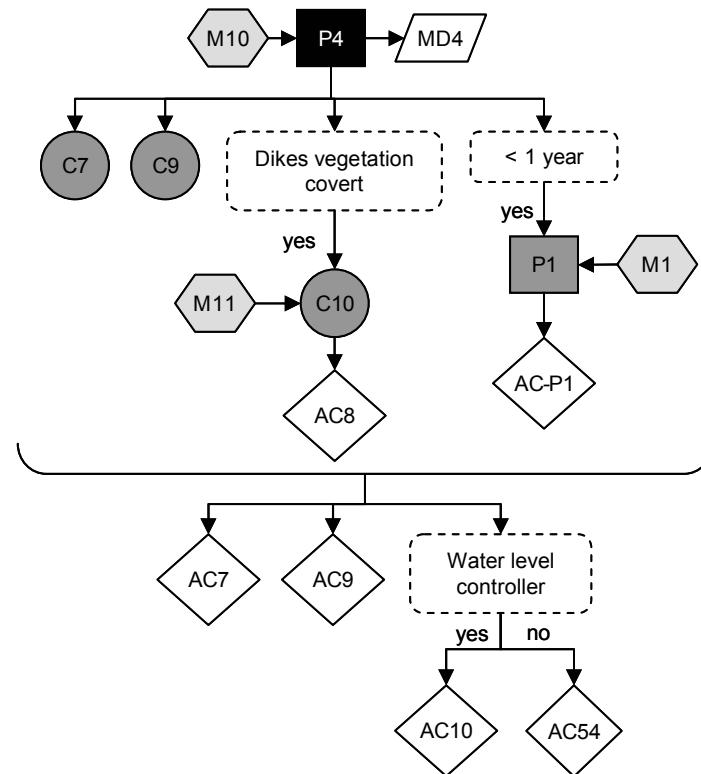 M10
P4
MD4
C7
C9
Dikes vegetation
covert
< 1 year
yes
yes
P1
M1
M11
C10
AC-P1
AC8
AC7
AC9
Water level
controller
yes
no
AC10
AC54